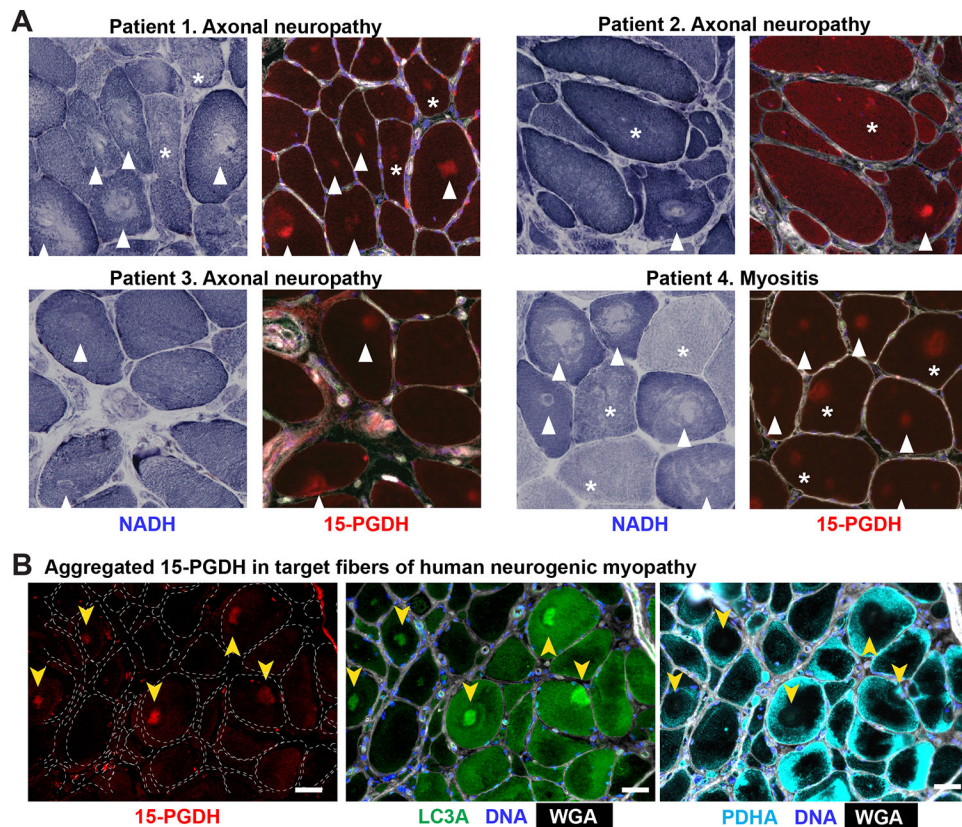 A
Patient 1. Axonal neuropathy
Patient 2. Axonal neuropathy
*
*
*
*
*
*
Patient 3. Axonal neuropathy
Patient 4. Myositis
*
*
*
*
*
*
NADH
15-PGDH
NADH
15-PGDH
B Aggregated 15-PGDH in target fibers of human neurogenic myopathy
15-PGDH
LC3A DNA WGA
PDHA DNA WGA